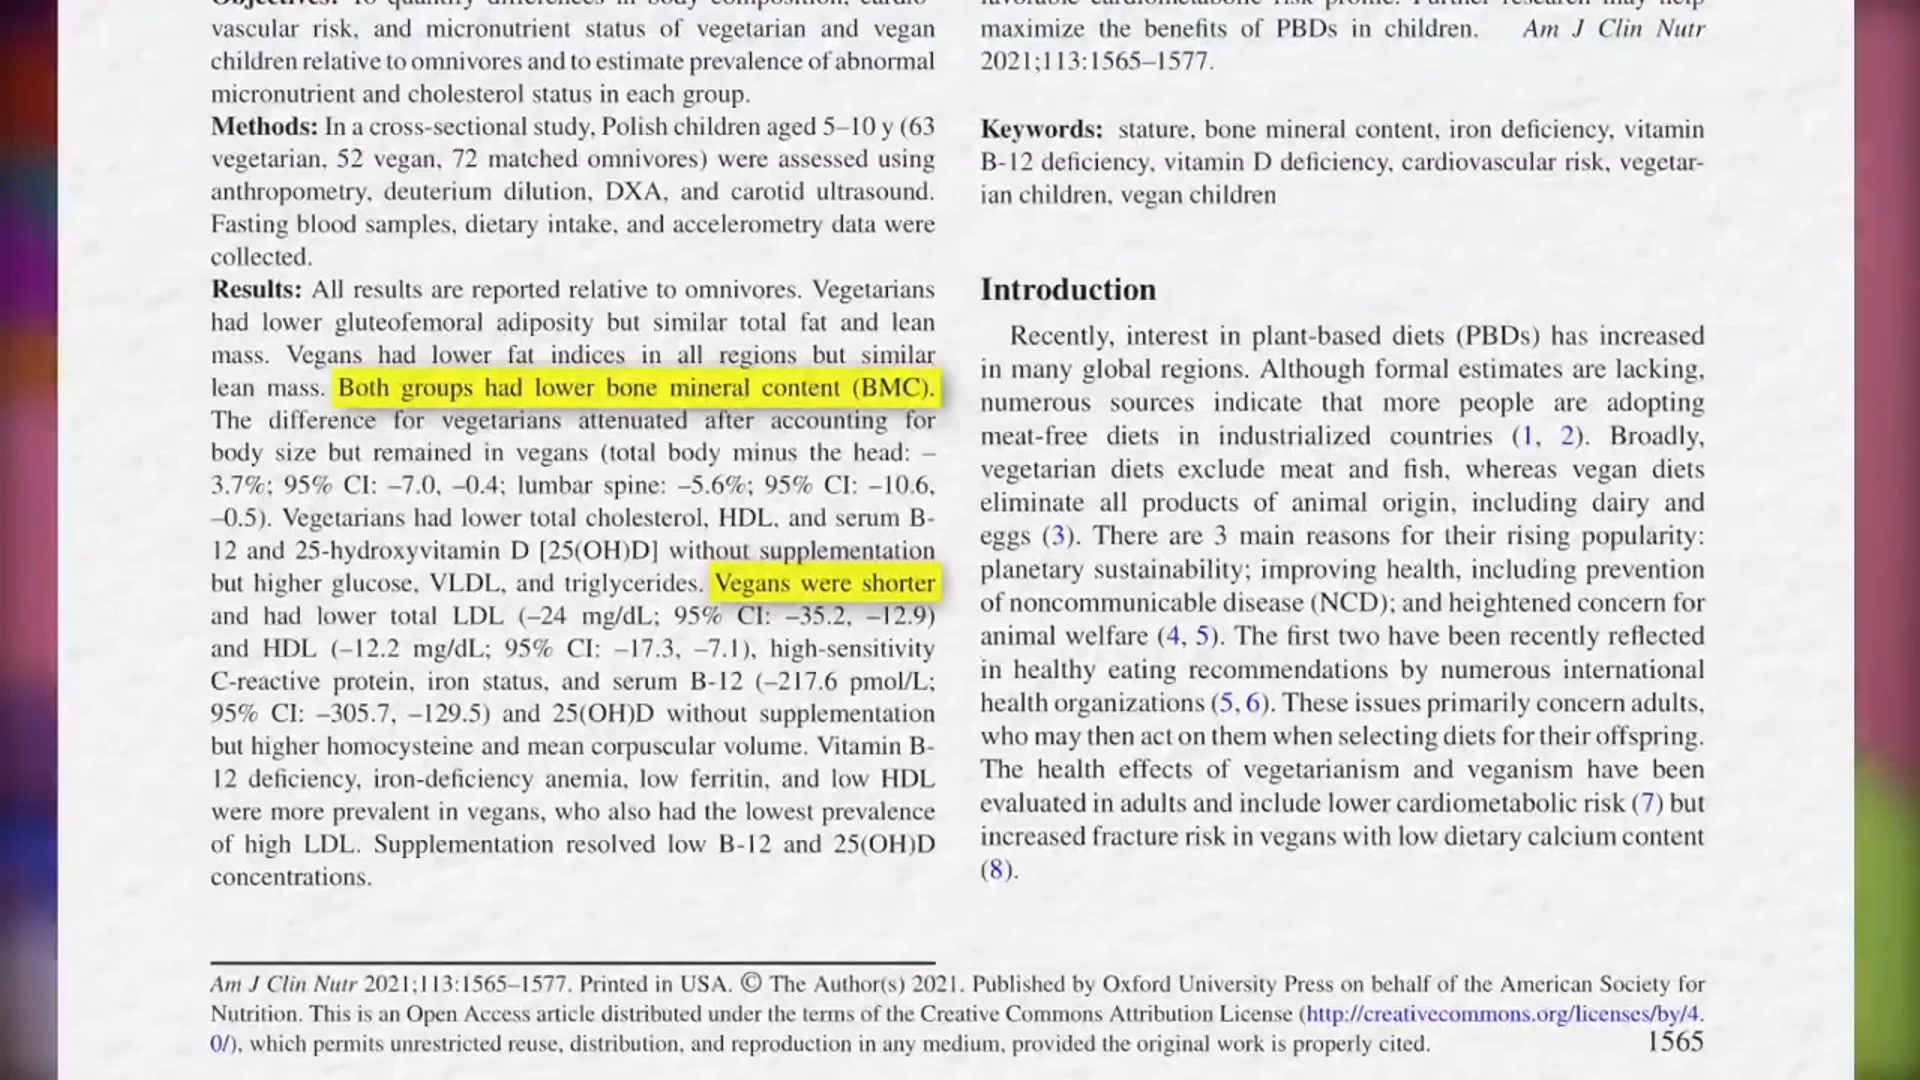 Objectives: To quantify differences in body composition, cardio-
vascular risk, and micronutrient status of vegetarian and vegan
children relative to omnivores and to estimate prevalence of abnormal
micronutrient and cholesterol status in each group.
Methods: In a cross-sectional study, Polish children aged 5–10 y (63
vegetarian, 52 vegan, 72 matched omnivores) were assessed using
anthropometry, deuterium dilution, DXA, and carotid ultrasound.
Fasting blood samples, dietary intake, and accelerometry data were
collected.
Results: All results are reported relative to omnivores. Vegetarians
had lower gluteofemoral adiposity but similar total fat and lean
mass. Vegans had lower fat indices in all regions but similar
lean mass. Both groups had lower bone mineral content (BMC).
The difference for vegetarians attenuated after accounting for
body size but remained in vegans (total body minus the head: –
3.7%; 95% CI: –7.0, –0.4; lumbar spine: –5.6%; 95% CI: –10.6,
–0.5). Vegetarians had lower total cholesterol, HDL, and serum B-
12 and 25-hydroxyvitamin D [25(OH)D] without supplementation
but higher glucose, VLDL, and triglycerides. Vegans were shorter
and had lower total LDL (–24 mg/dL; 95% CI: –35.2, –12.9)
and HDL (–12.2 mg/dL; 95% CI: –17.3, –7.1), high-sensitivity
C-reactive protein, iron status, and serum B-12 (–217.6 pmol/L;
95% CI: –305.7, –129.5) and 25(OH)D without supplementation
but higher homocysteine and mean corpuscular volume. Vitamin B-
12 deficiency, iron-deficiency anemia, low ferritin, and low HDL
were more prevalent in vegans, who also had the lowest prevalence
of high LDL. Supplementation resolved low B-12 and 25(OH)D
concentrations.
favorable cardiometabolic risk profile. Further research may help
maximize the benefits of PBDs in children. Am J Clin Nutr
2021;113:1565–1577.
Keywords: stature, bone mineral content, iron deficiency, vitamin
B-12 deficiency, vitamin D deficiency, cardiovascular risk, vegetar-
ian children, vegan children
Introduction
Recently, interest in plant-based diets (PBDs) has increased
in many global regions. Although formal estimates are lacking,
numerous sources indicate that more people are adopting
meat-free diets in industrialized countries (1, 2). Broadly,
vegetarian diets exclude meat and fish, whereas vegan diets
eliminate all products of animal origin, including dairy and
eggs (3). There are 3 main reasons for their rising popularity:
planetary sustainability; improving health, including prevention
of noncommunicable disease (NCD); and heightened concern for
animal welfare (4, 5). The first two have been recently reflected
in healthy eating recommendations by numerous international
health organizations (5, 6). These issues primarily concern adults,
who may then act on them when selecting diets for their offspring.
The health effects of vegetarianism and veganism have been
evaluated in adults and include lower cardiometabolic risk (7) but
increased fracture risk in vegans with low dietary calcium content
(8).
Am J Clin Nutr 2021;113:1565–1577. Printed in USA. © The Author(s) 2021. Published by Oxford University Press on behalf of the American Society for
Nutrition. This is an Open Access article distributed under the terms of the Creative Commons Attribution License (http://creativecommons.org/licenses/by/4.
0/), which permits unrestricted reuse, distribution, and reproduction in any medium, provided the original work is properly cited.
1565